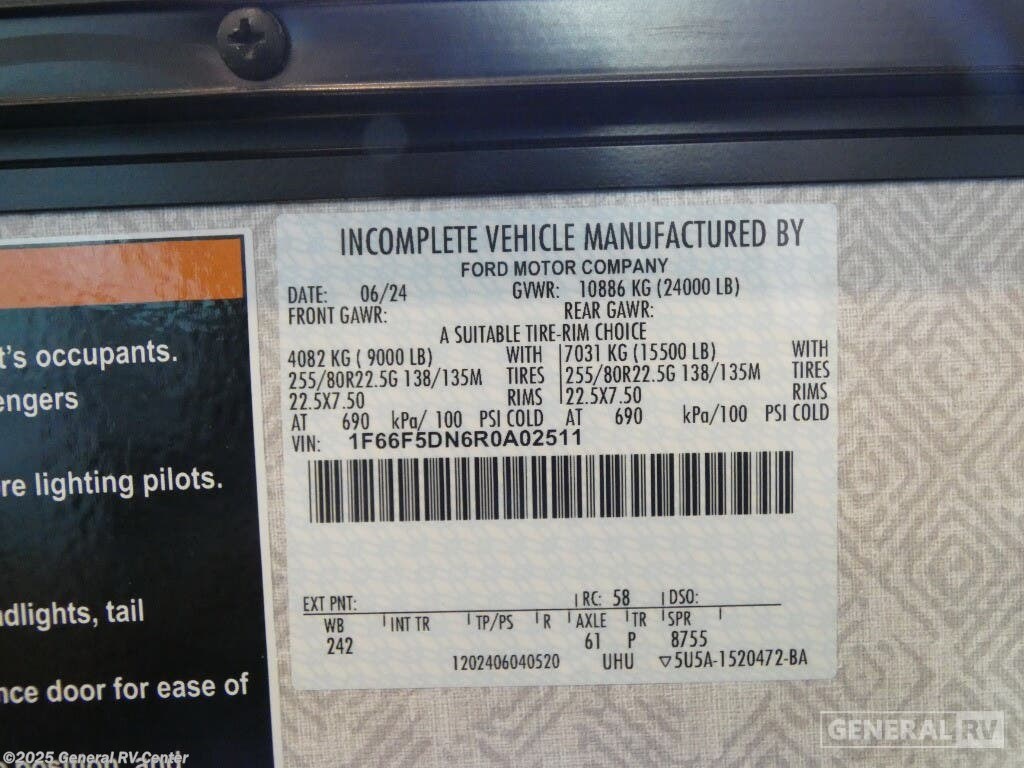 INCOMPLETE VEHICLE MANUFACTURED BY
FORD MOTOR COMPANY
DATE: 06/24 GVWR: 10886 KG (24000 LB)
FRONT GAWR: REAR GAWR:
A SUITABLE TIRE-RIM CHOICE
4082 KG ( 9000 LB) WITH 7031 KG (15500 LB) WITH
255/80R22.5G 138/135M TIRES 255/80R22.5G 138/135M TIRES
22.5X7.50 RIMS 22.5X7.50 RIMS
AT 690 kPa/ 100 PSI COLD AT 690 kPa/100 PSI COLD
VIN: 1F66F5DN6R0A02511
EXT PNT: RC: 58 DSO:
WB INT TR TP/PS R AXLE TR SPR
242 61 P 8755
1202406040520 UHU ▽5U5A-1520472-BA
t's occupants.
engers
re lighting pilots.
adlights, tail
nce door for ease of
position, and
GENERAL RV
©2025 General RV Center